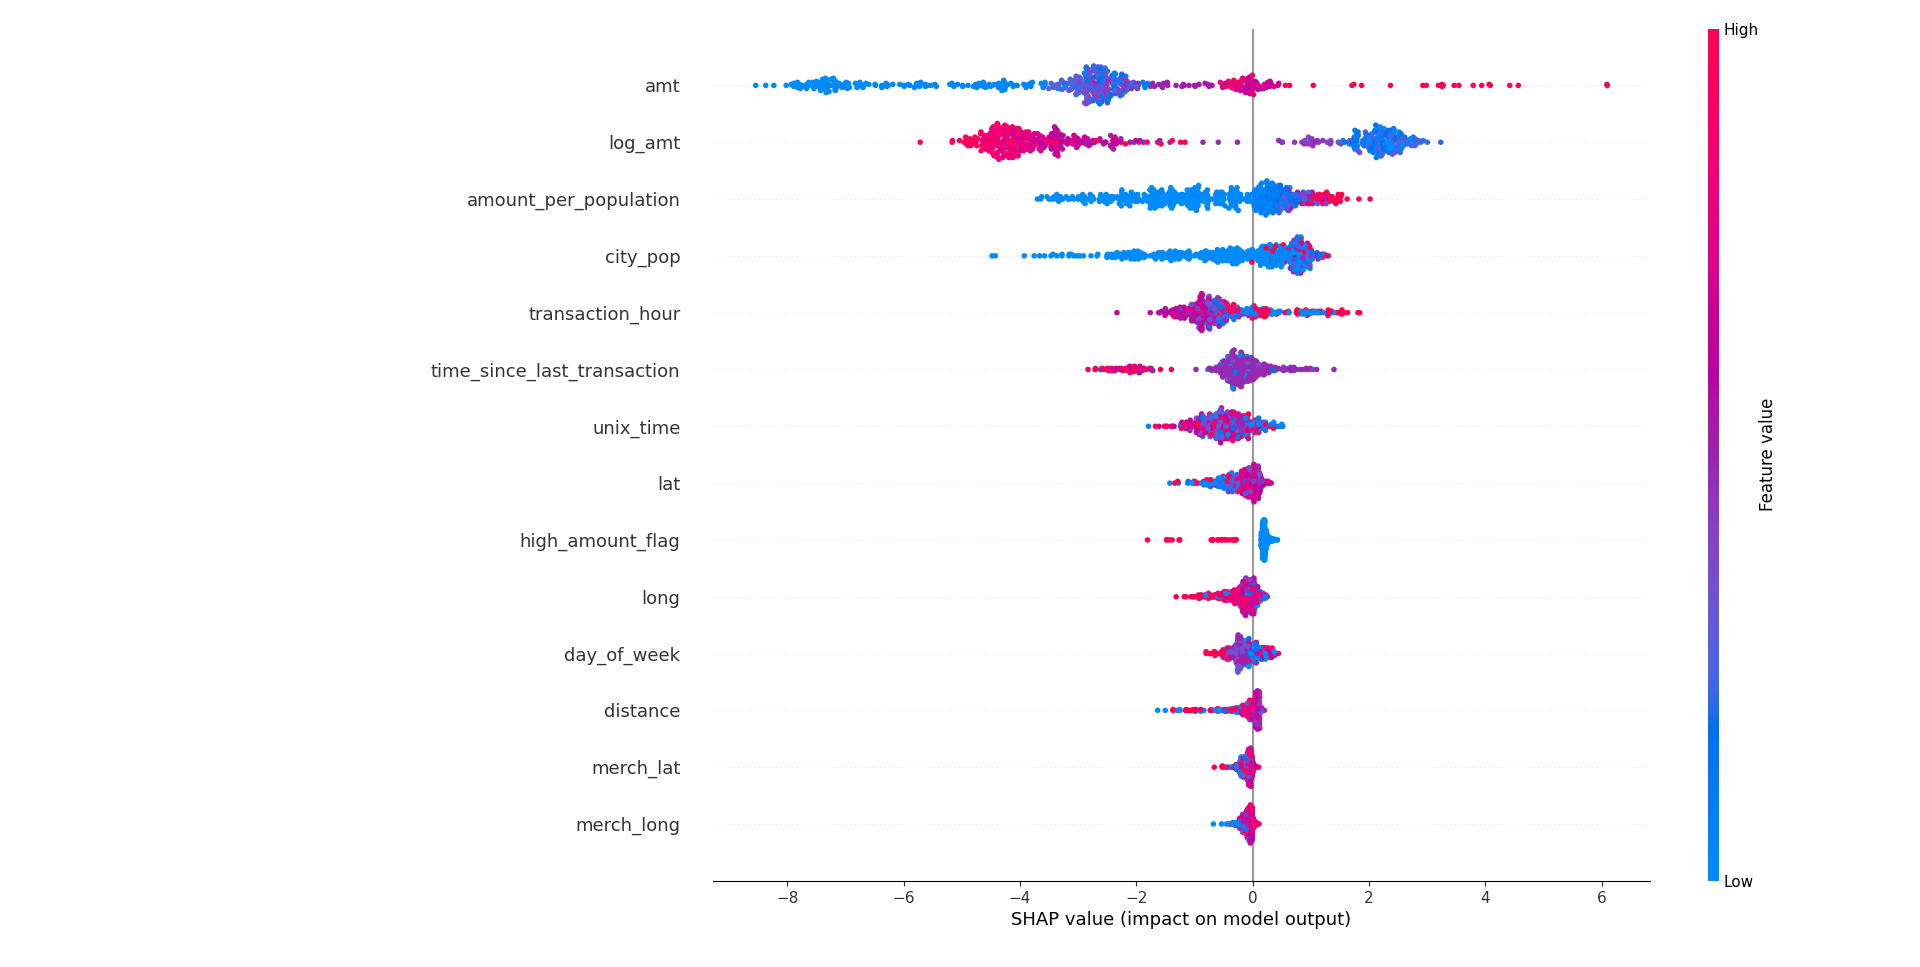 High
amt
log_amt
amount_per_population
city_pop
transaction_hour
time_since_last_transaction
unix_time
lat
high_amount_flag
long
day_of_week
distance
merch_lat
merch_long
Feature value
Low
−8 −6 −4 −2 0 2 4 6
SHAP value (impact on model output)